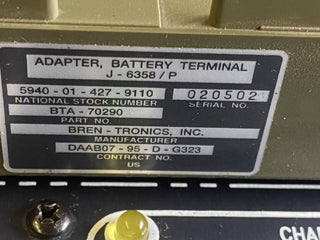 ADAPTER, BATTERY TERMINAL
J - 6358 / P
5940 - 01 - 427 - 9110
NATIONAL STOCK NUMBER
020502
SERIAL NO.
BTA - 70290
PART NO.
BREN - TRONICS, INC.
MANUFACTURER
DAAB07 - 95 - D - G323
CONTRACT NO.
US
CHA